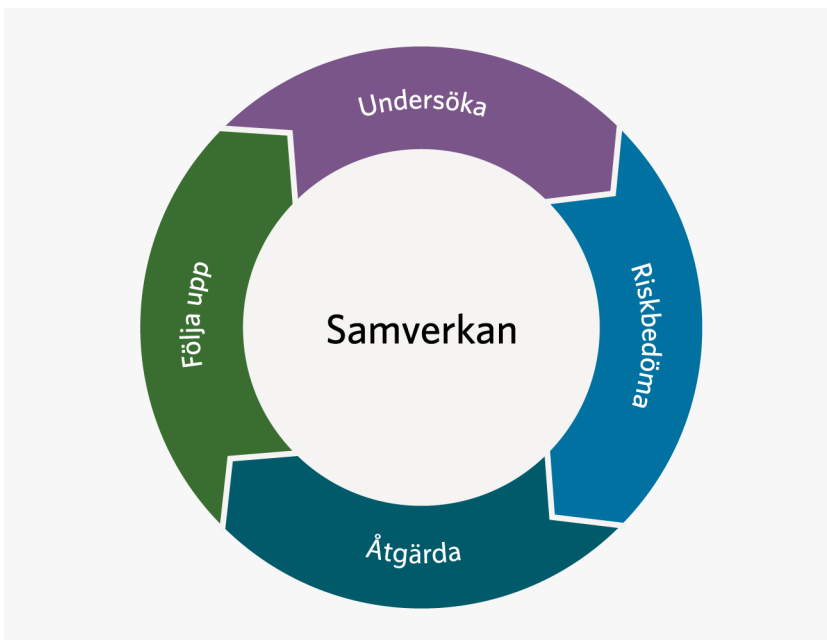 Undersöka
Riskbedöma
Åtgärda
Följa upp
Samverkan